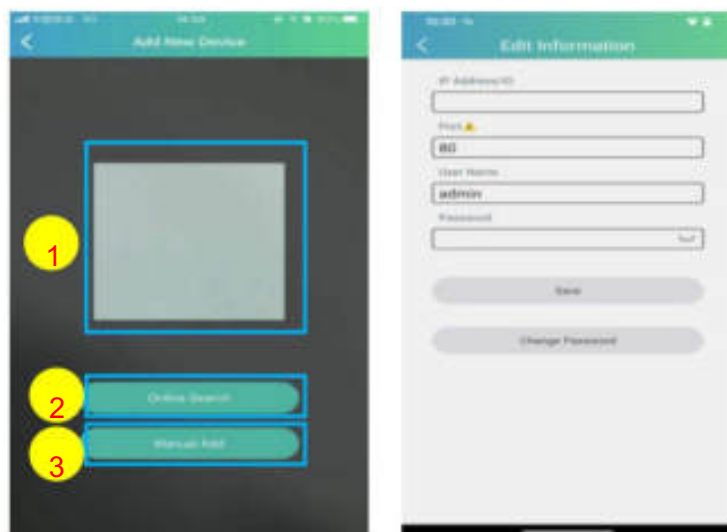 Add New Device
1
2
Online Search
3
Manual Add
Edit Information
IP Address/ID
Port
80
User Name
admin
Password
Save
Change Password